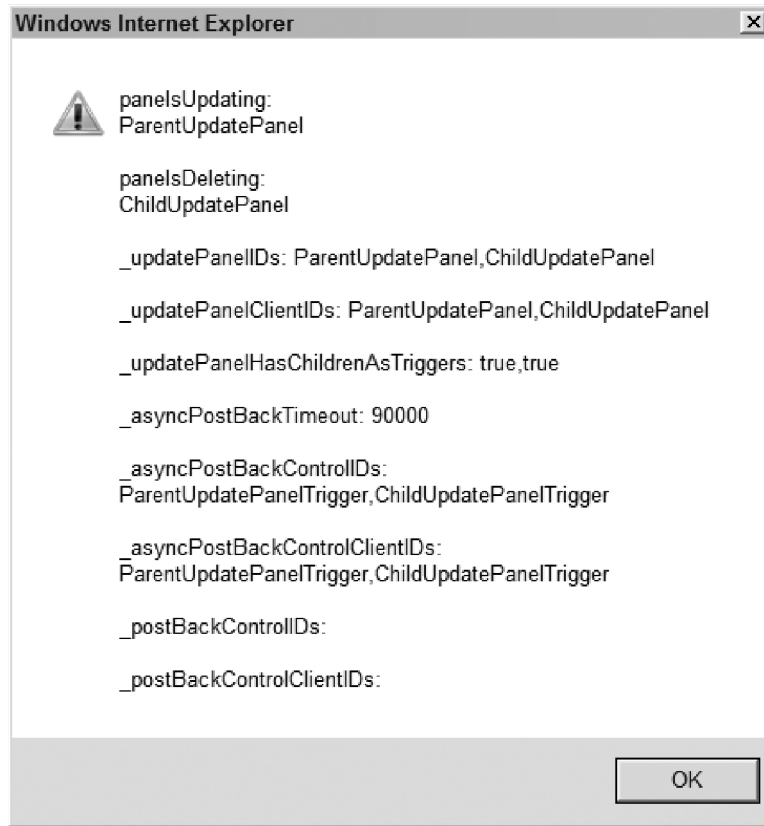 Windows Internet Explorer
panelsUpdating:
ParentUpdatePanel
panelsDeleting:
ChildUpdatePanel
_updatePanelIDs: ParentUpdatePanel,ChildUpdatePanel
_updatePanelClientIDs: ParentUpdatePanel,ChildUpdatePanel
_updatePanelHasChildrenAsTriggers: true,true
_asyncPostBackTimeout: 90000
_asyncPostBackControlIDs:
ParentUpdatePanelTrigger,ChildUpdatePanelTrigger
_asyncPostBackControlClientIDs:
ParentUpdatePanelTrigger,ChildUpdatePanelTrigger
_postBackControlIDs:
_postBackControlClientIDs:
OK